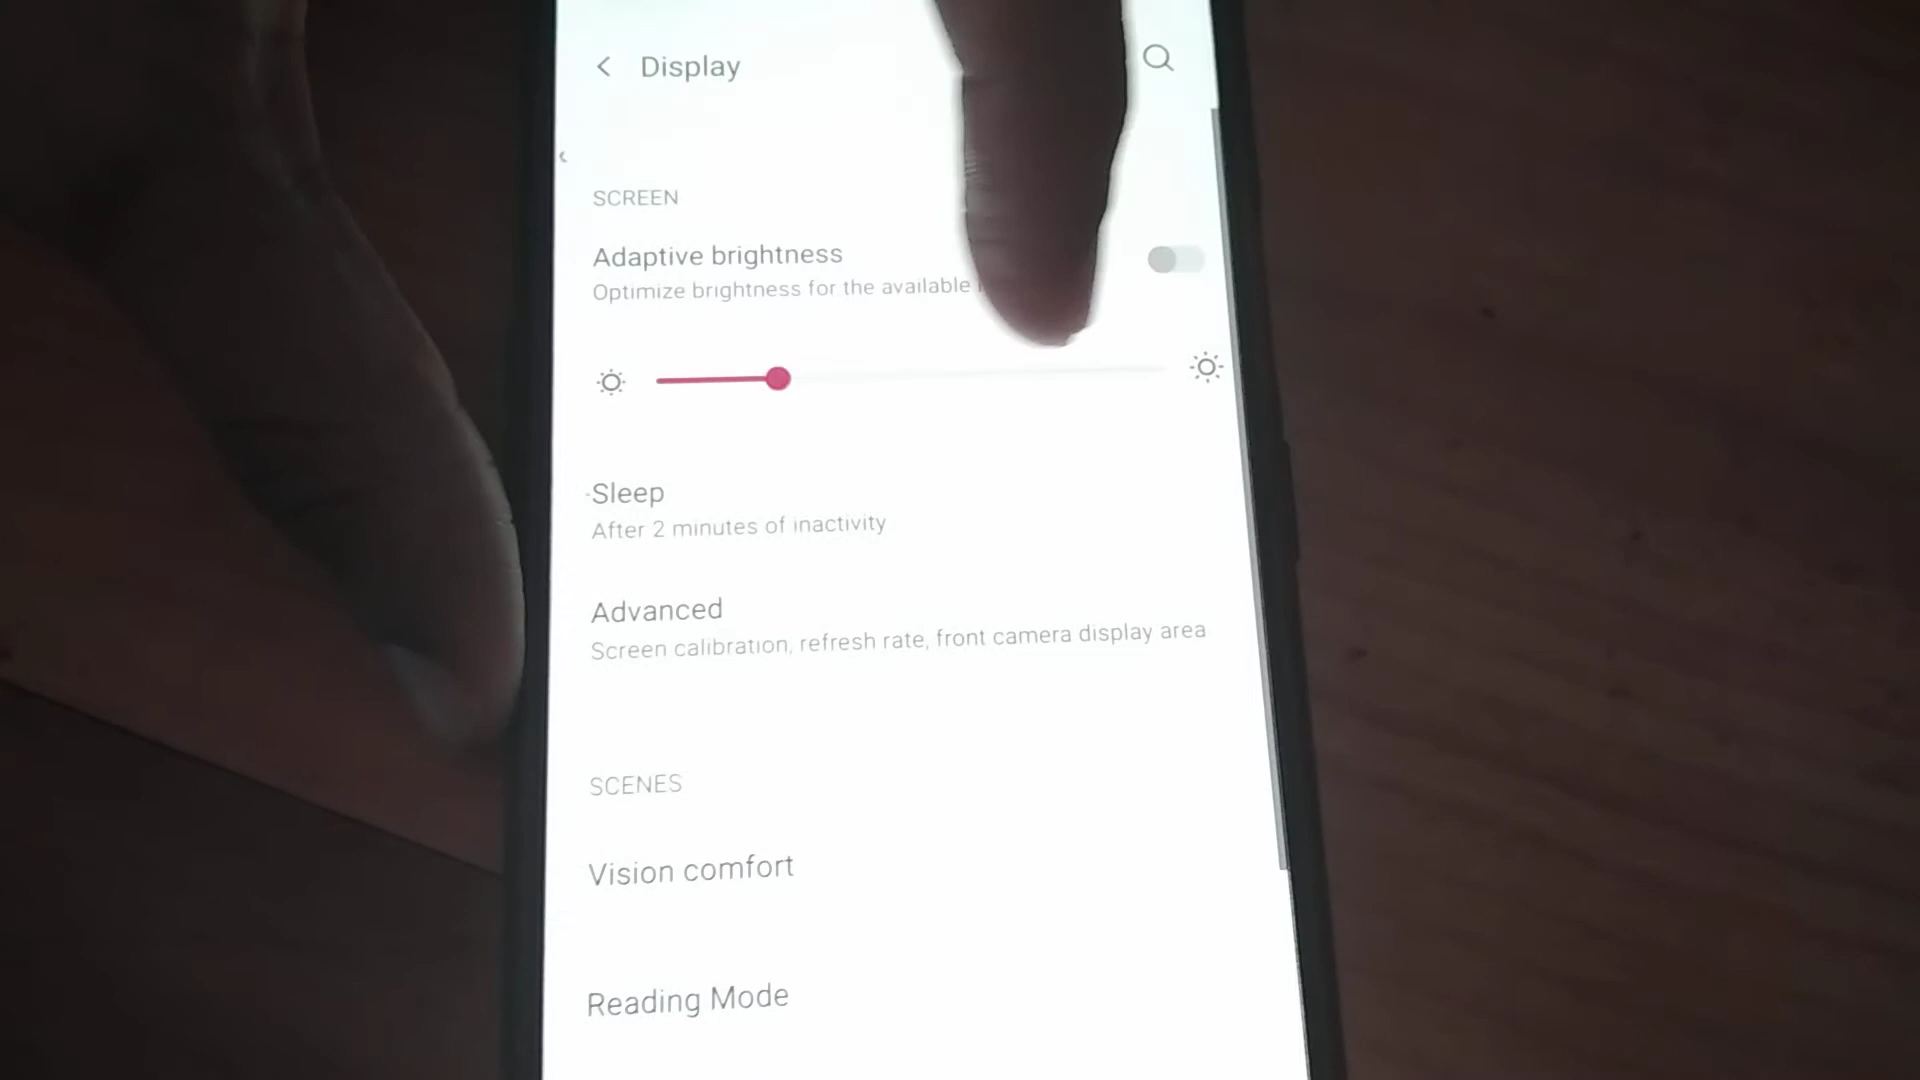 Display
SCREEN
Adaptive brightness
Optimize brightness for the available
Sleep
After 2 minutes of inactivity
Advanced
Screen calibration, refresh rate, front camera display area
SCENES
Vision comfort
Reading Mode